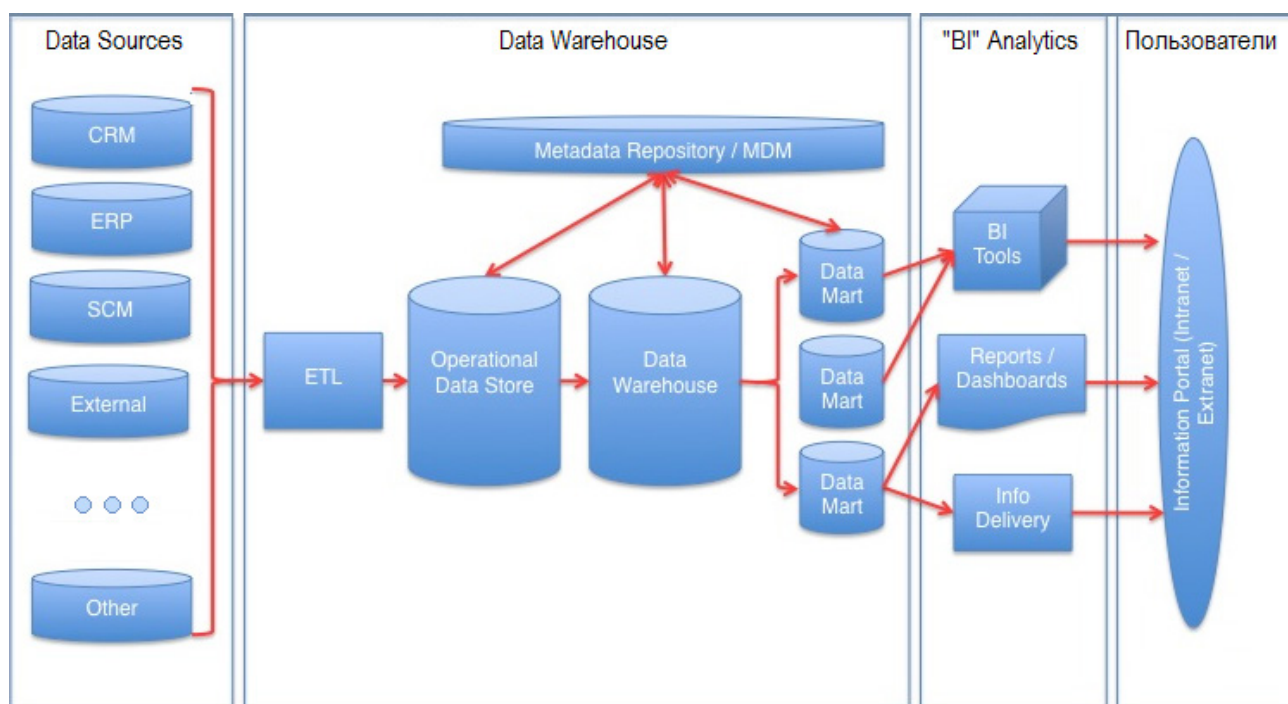 Data Sources
Data Warehouse
"BI" Analytics
Пользователи
CRM
ERP
SCM
External
Other
ETL
Metadata Repository / MDM
Operational
Data Store
Data
Warehouse
Data
Mart
Data
Mart
Data
Mart
BI
Tools
Reports /
Dashboards
Info
Delivery
Information Portal (Intranet /
Extranet)